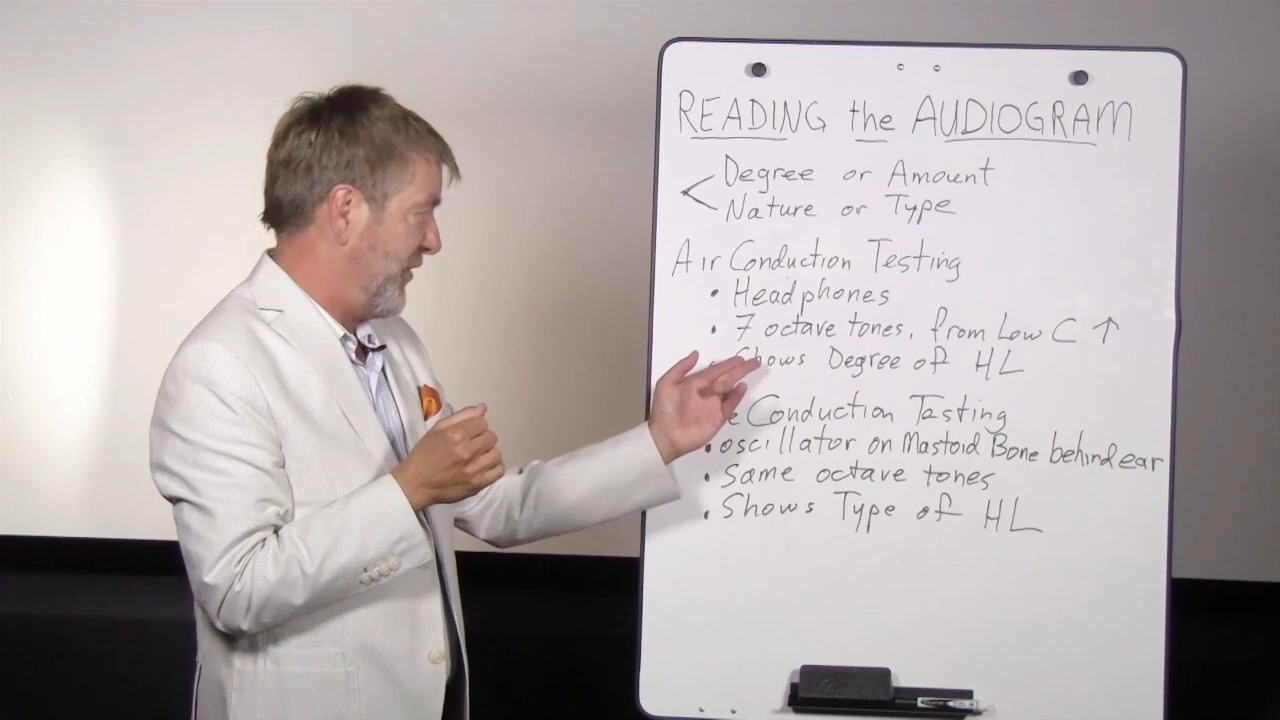 READING the AUDIOGRAM
Degree or Amount
Nature or Type
Air Conduction Testing
• Headphones
• 7 octave tones, from Low C ↑
• Shows Degree of HL
Conduction Testing
• oscillator on Mastoid Bone behind ear
• Same octave tones
• Shows Type of HL